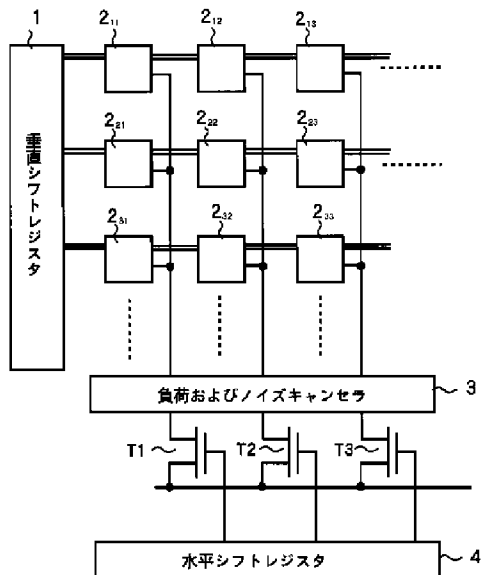 1
2₁₁ 2₁₂ 2₁₃
2₂₁ 2₂₂ 2₂₃
2₃₁ 2₃₂ 2₃₃
垂直シフトレジスタ
負荷およびノイズキャンセラ 3
T1 T2 T3
水平シフトレジスタ 4